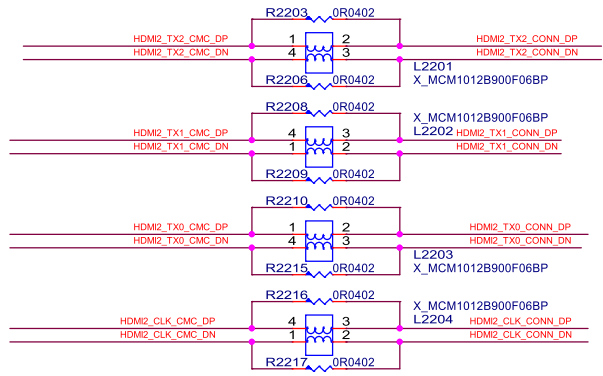 R2203 0R0402
HDMI2_TX2_CMC_DP 1 2 HDMI2_TX2_CONN_DP
HDMI2_TX2_CMC_DN 4 3 HDMI2_TX2_CONN_DN
L2201
R2206 0R0402 X_MCM1012B900F06BP
R2208 0R0402 X_MCM1012B900F06BP
L2202
HDMI2_TX1_CMC_DP 4 3 HDMI2_TX1_CONN_DP
HDMI2_TX1_CMC_DN 1 2 HDMI2_TX1_CONN_DN
R2209 0R0402
R2210 0R0402
HDMI2_TX0_CMC_DP 1 2 HDMI2_TX0_CONN_DP
HDMI2_TX0_CMC_DN 4 3 HDMI2_TX0_CONN_DN
L2203
R2215 0R0402 X_MCM1012B900F06BP
R2216 0R0402 X_MCM1012B900F06BP
L2204
HDMI2_CLK_CMC_DP 4 3 HDMI2_CLK_CONN_DP
HDMI2_CLK_CMC_DN 1 2 HDMI2_CLK_CONN_DN
R2217 0R0402